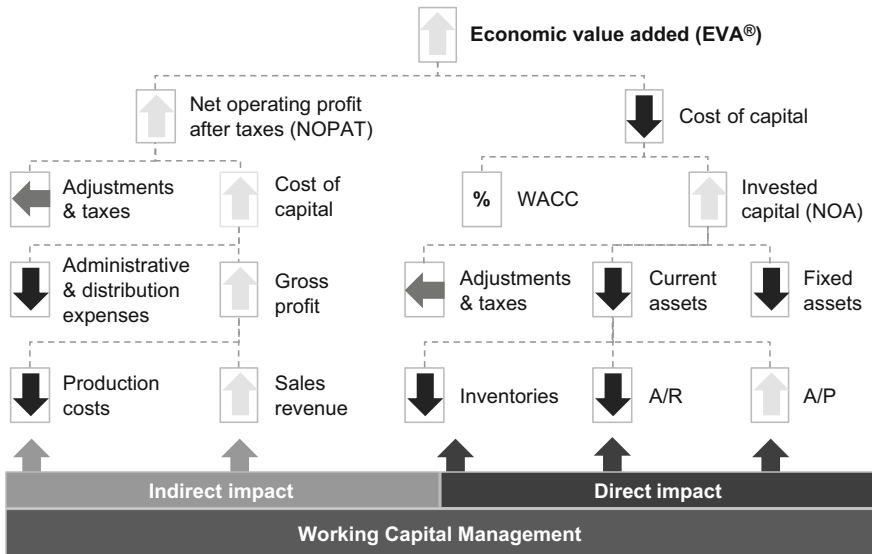 Economic value added (EVA®)
Net operating profit
after taxes (NOPAT)
Cost of capital
Adjustments
& taxes
Cost of
capital
%
WACC
Invested
capital (NOA)
Administrative
& distribution
expenses
Gross
profit
Adjustments
& taxes
Current
assets
Fixed
assets
Production
costs
Sales
revenue
Inventories
A/R
A/P
Indirect impact
Direct impact
Working Capital Management